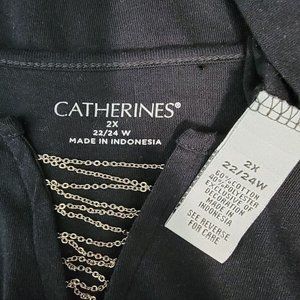 CATHERINES®
2X
22/24 W
MADE IN INDONESIA
2X
22/24W
60% COTTON
40% POLYESTER
EXCLUSIVE OF
DECORATION
MADE IN
INDONESIA
SEE REVERSE
FOR CARE